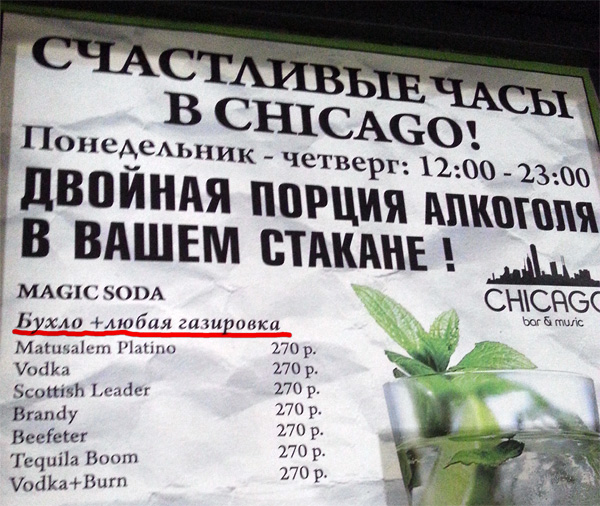 СЧАСТЛИВЫЕ ЧАСЫ
В CHICAGO!
Понедельник - четверг: 12:00 - 23:00
ДВОЙНАЯ ПОРЦИЯ АЛКОГОЛЯ
В ВАШЕМ СТАКАНЕ !
CHICAGO
bar & music
MAGIC SODA
Бухло +любая газировка
Matusalem Platino 270 р.
Vodka 270 р.
Scottish Leader 270 р.
Brandy 270 р.
Beefeter 270 р.
Tequila Boom 270 р.
Vodka+Burn 270 р.